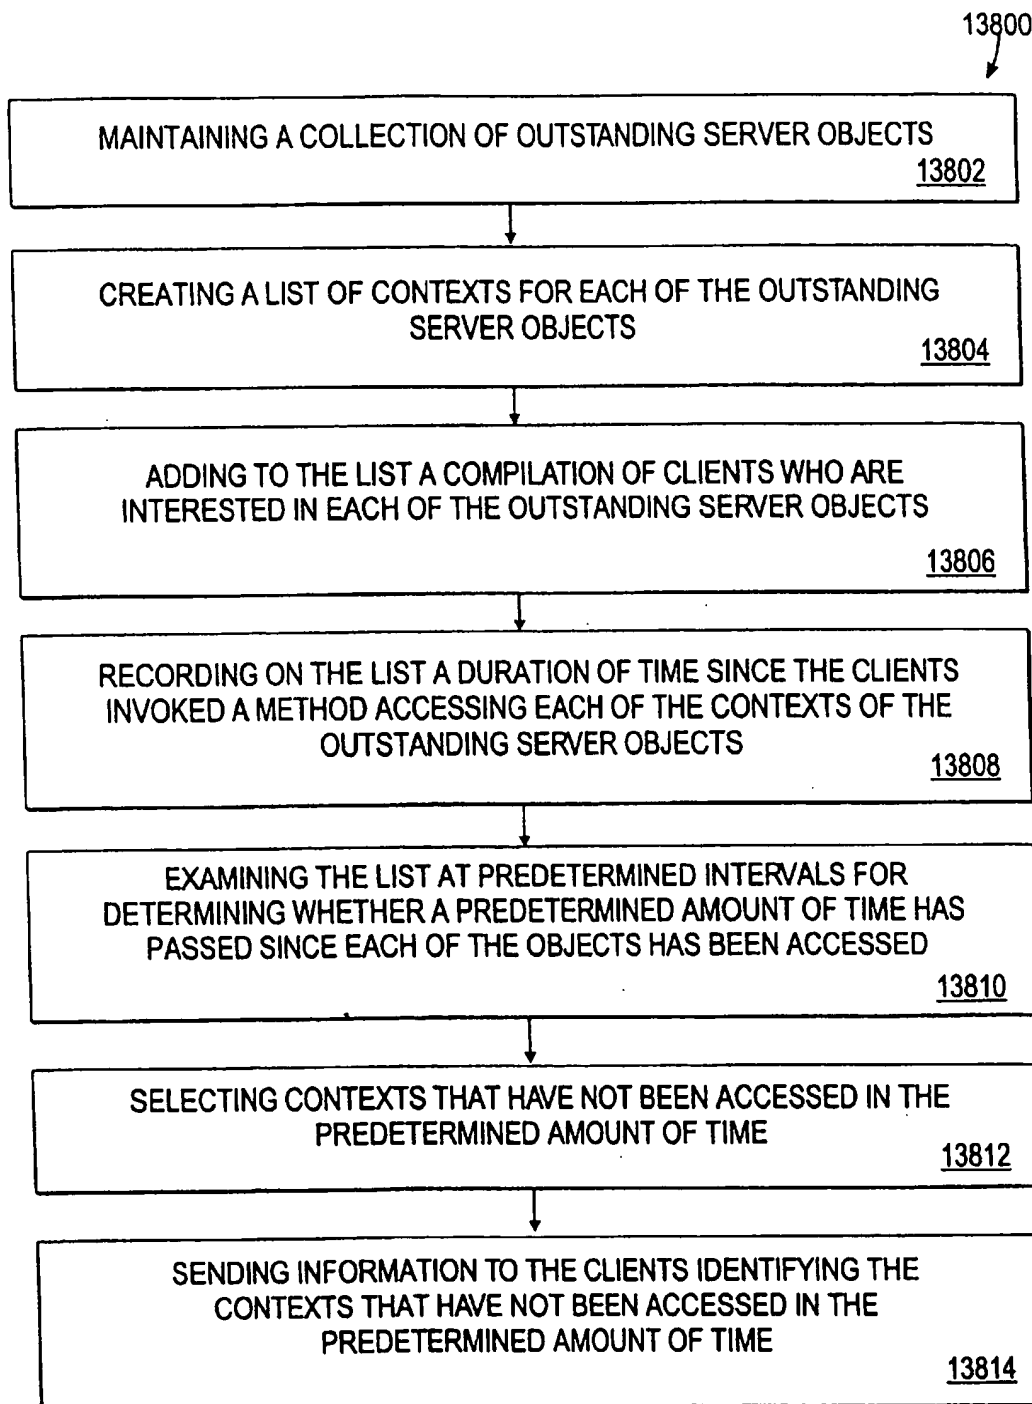 13800
MAINTAINING A COLLECTION OF OUTSTANDING SERVER OBJECTS
13802
CREATING A LIST OF CONTEXTS FOR EACH OF THE OUTSTANDING
SERVER OBJECTS
13804
ADDING TO THE LIST A COMPILATION OF CLIENTS WHO ARE
INTERESTED IN EACH OF THE OUTSTANDING SERVER OBJECTS
13806
RECORDING ON THE LIST A DURATION OF TIME SINCE THE CLIENTS
INVOKED A METHOD ACCESSING EACH OF THE CONTEXTS OF THE
OUTSTANDING SERVER OBJECTS
13808
EXAMINING THE LIST AT PREDETERMINED INTERVALS FOR
DETERMINING WHETHER A PREDETERMINED AMOUNT OF TIME HAS
PASSED SINCE EACH OF THE OBJECTS HAS BEEN ACCESSED
13810
SELECTING CONTEXTS THAT HAVE NOT BEEN ACCESSED IN THE
PREDETERMINED AMOUNT OF TIME
13812
SENDING INFORMATION TO THE CLIENTS IDENTIFYING THE
CONTEXTS THAT HAVE NOT BEEN ACCESSED IN THE
PREDETERMINED AMOUNT OF TIME
13814